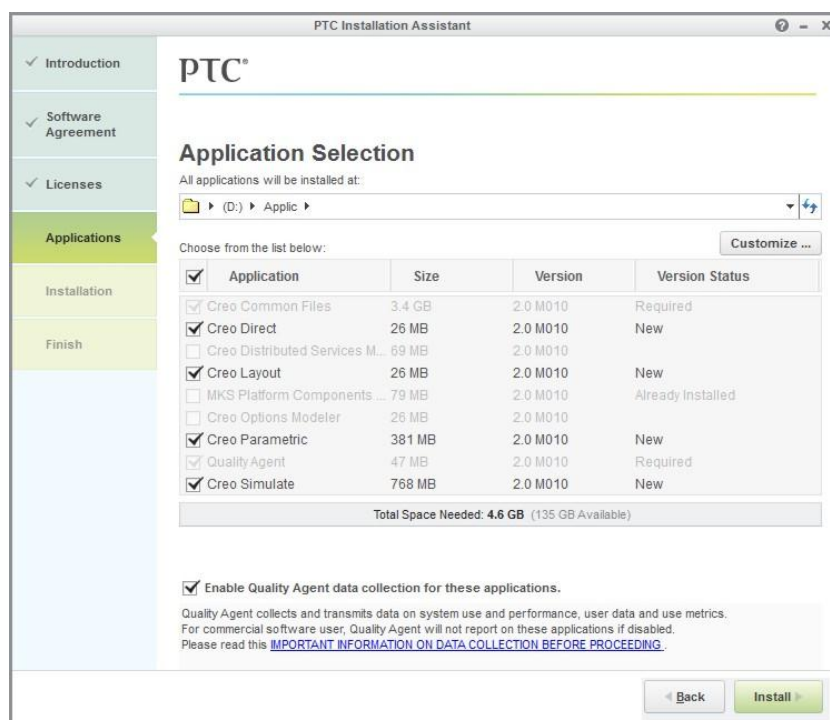 PTC Installation Assistant
Introduction
Software
Agreement
Licenses
Applications
Installation
Finish
PTC®
Application Selection
All applications will be installed at:
(D:) Applic
Choose from the list below:
Customize ...
Application Size Version Version Status
Creo Common Files 3.4 GB 2.0 M010 Required
Creo Direct 26 MB 2.0 M010 New
Creo Distributed Services M... 69 MB 2.0 M010
Creo Layout 26 MB 2.0 M010 New
MKS Platform Components ... 79 MB 2.0 M010 Already Installed
Creo Options Modeler 26 MB 2.0 M010
Creo Parametric 381 MB 2.0 M010 New
Quality Agent 47 MB 2.0 M010 Required
Creo Simulate 768 MB 2.0 M010 New
Total Space Needed: 4.6 GB (135 GB Available)
Enable Quality Agent data collection for these applications.
Quality Agent collects and transmits data on system use and performance, user data and use metrics.
For commercial software user, Quality Agent will not report on these applications if disabled.
Please read this IMPORTANT INFORMATION ON DATA COLLECTION BEFORE PROCEEDING .
Back
Install